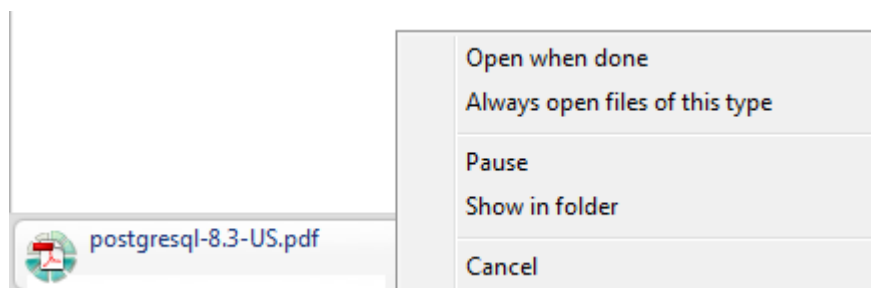 Open when done
Always open files of this type
Pause
Show in folder
postgresql-8.3-US.pdf
Cancel